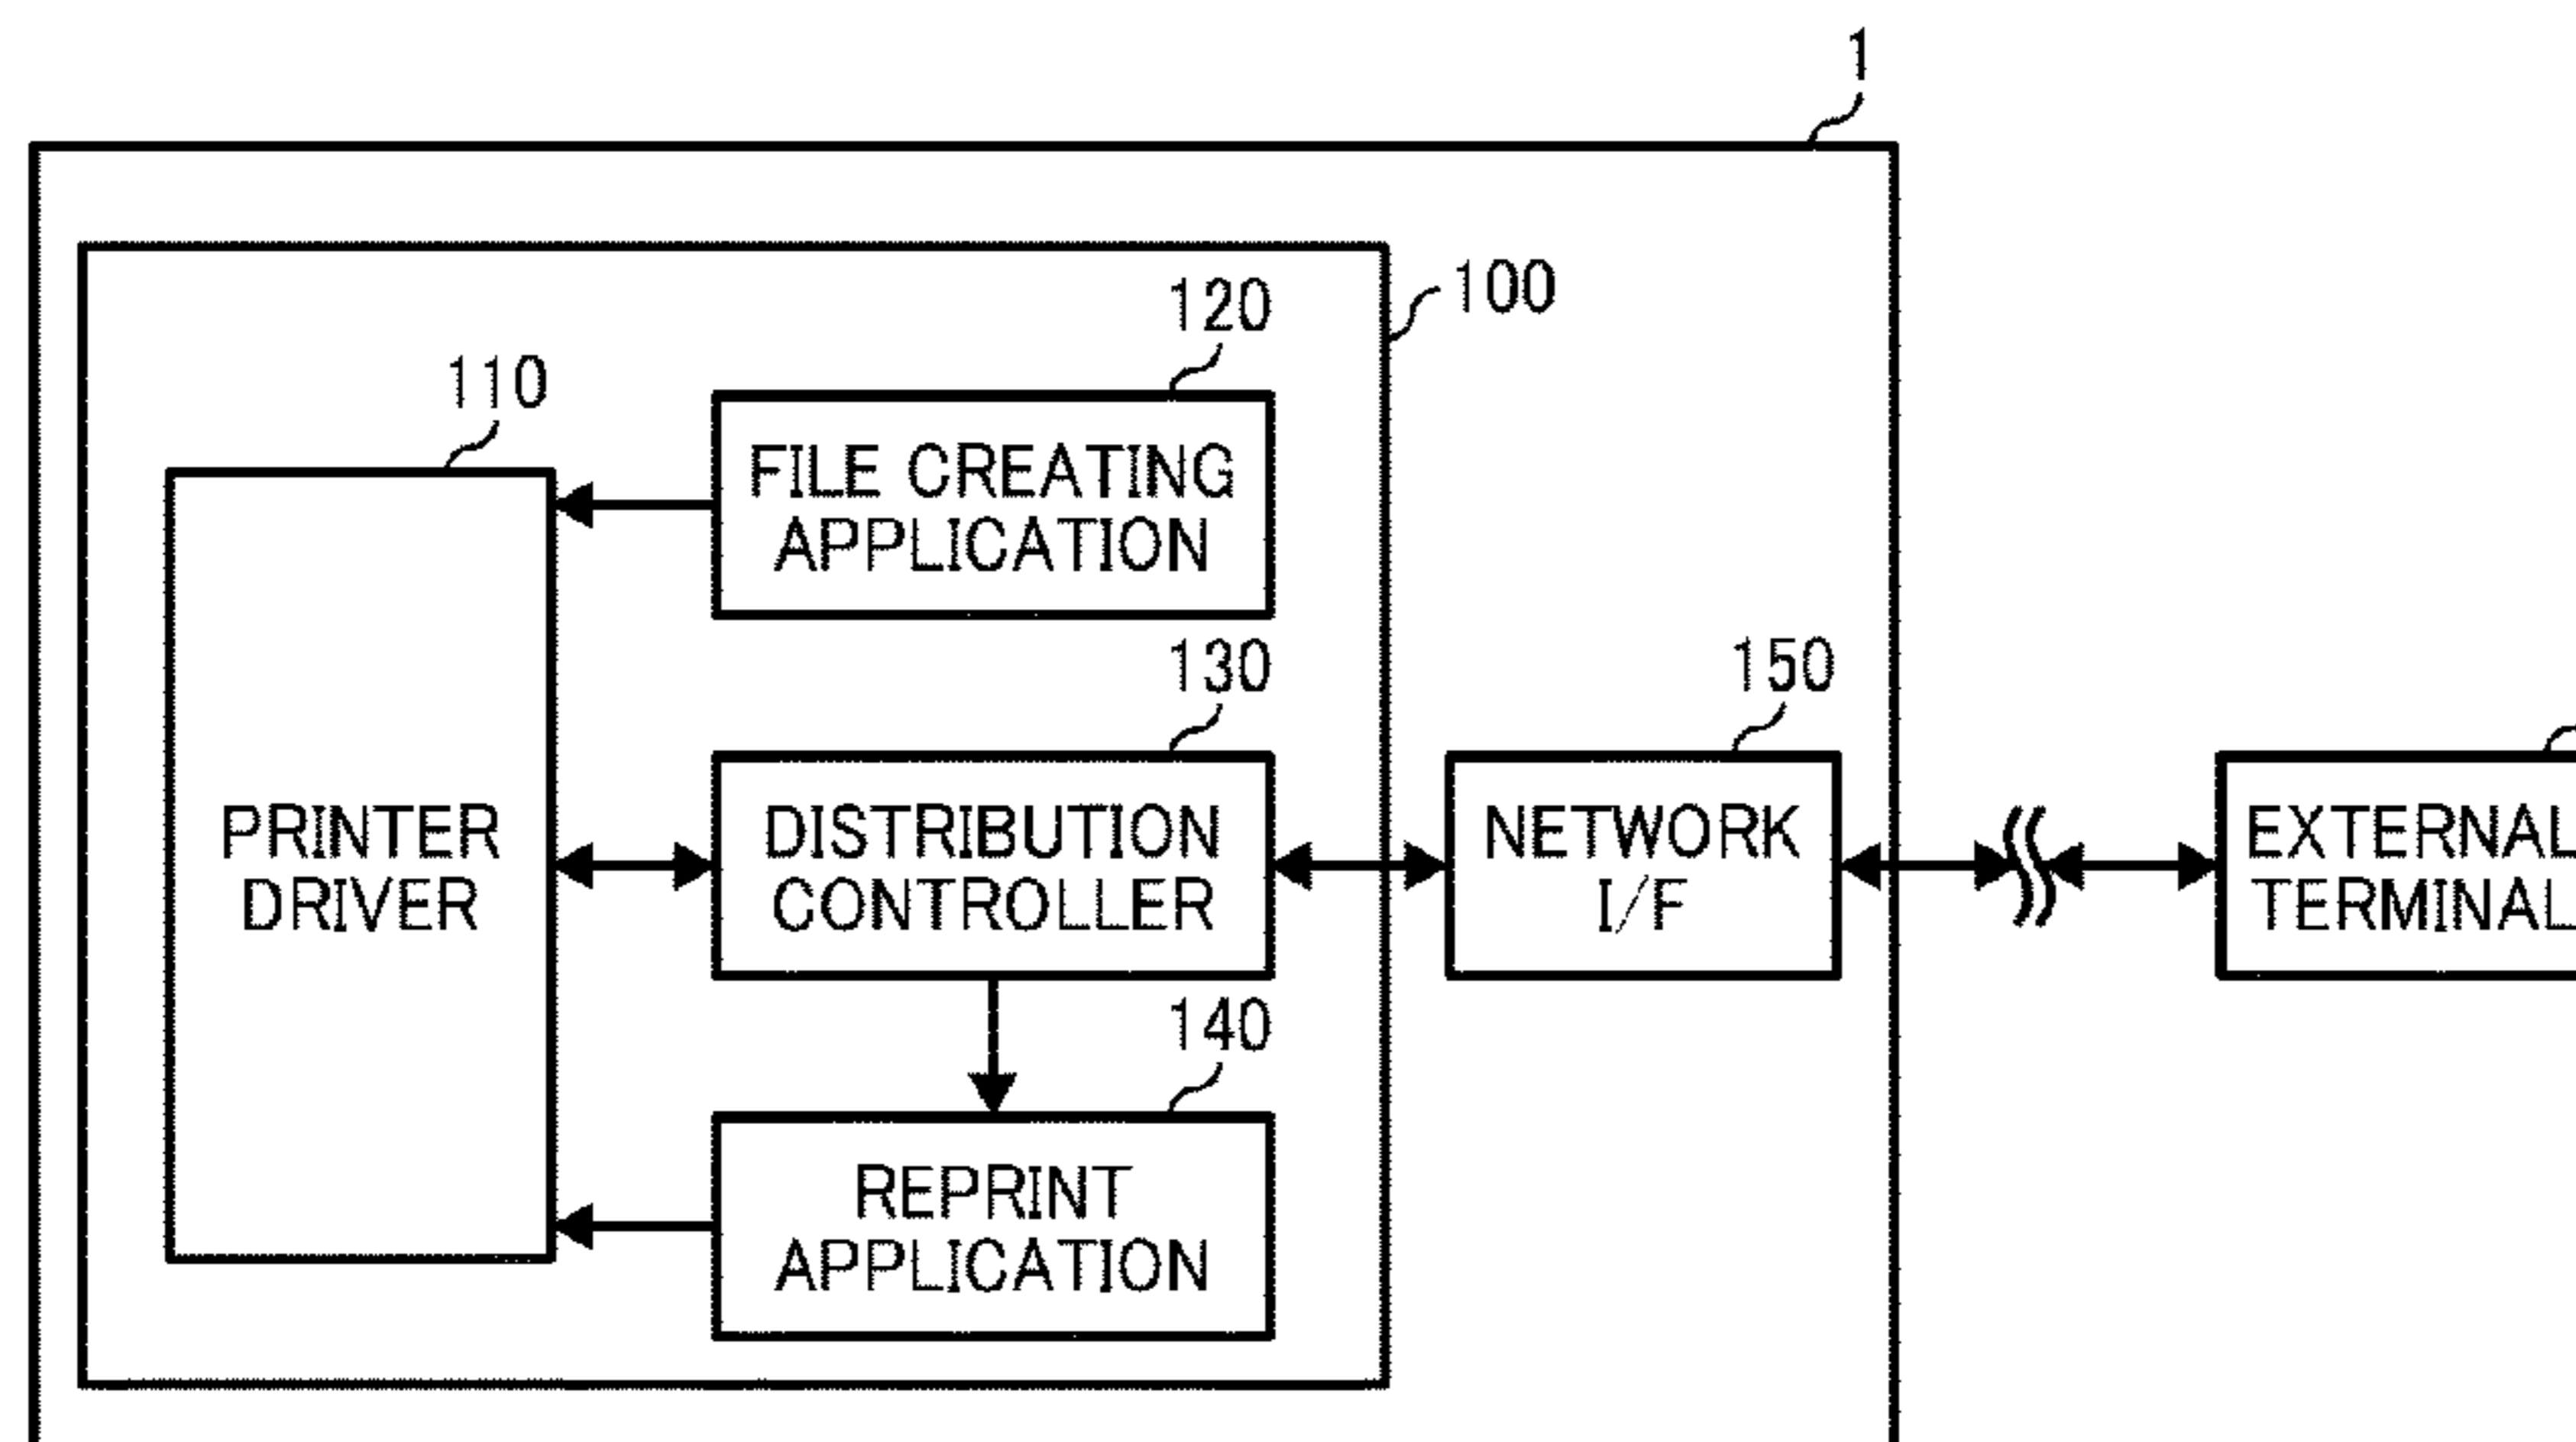 1
100
120
110
FILE CREATING
APPLICATION
130
150
PRINTER
DRIVER
DISTRIBUTION
CONTROLLER
NETWORK
I/F
EXTERNAL
TERMINAL
140
REPRINT
APPLICATION